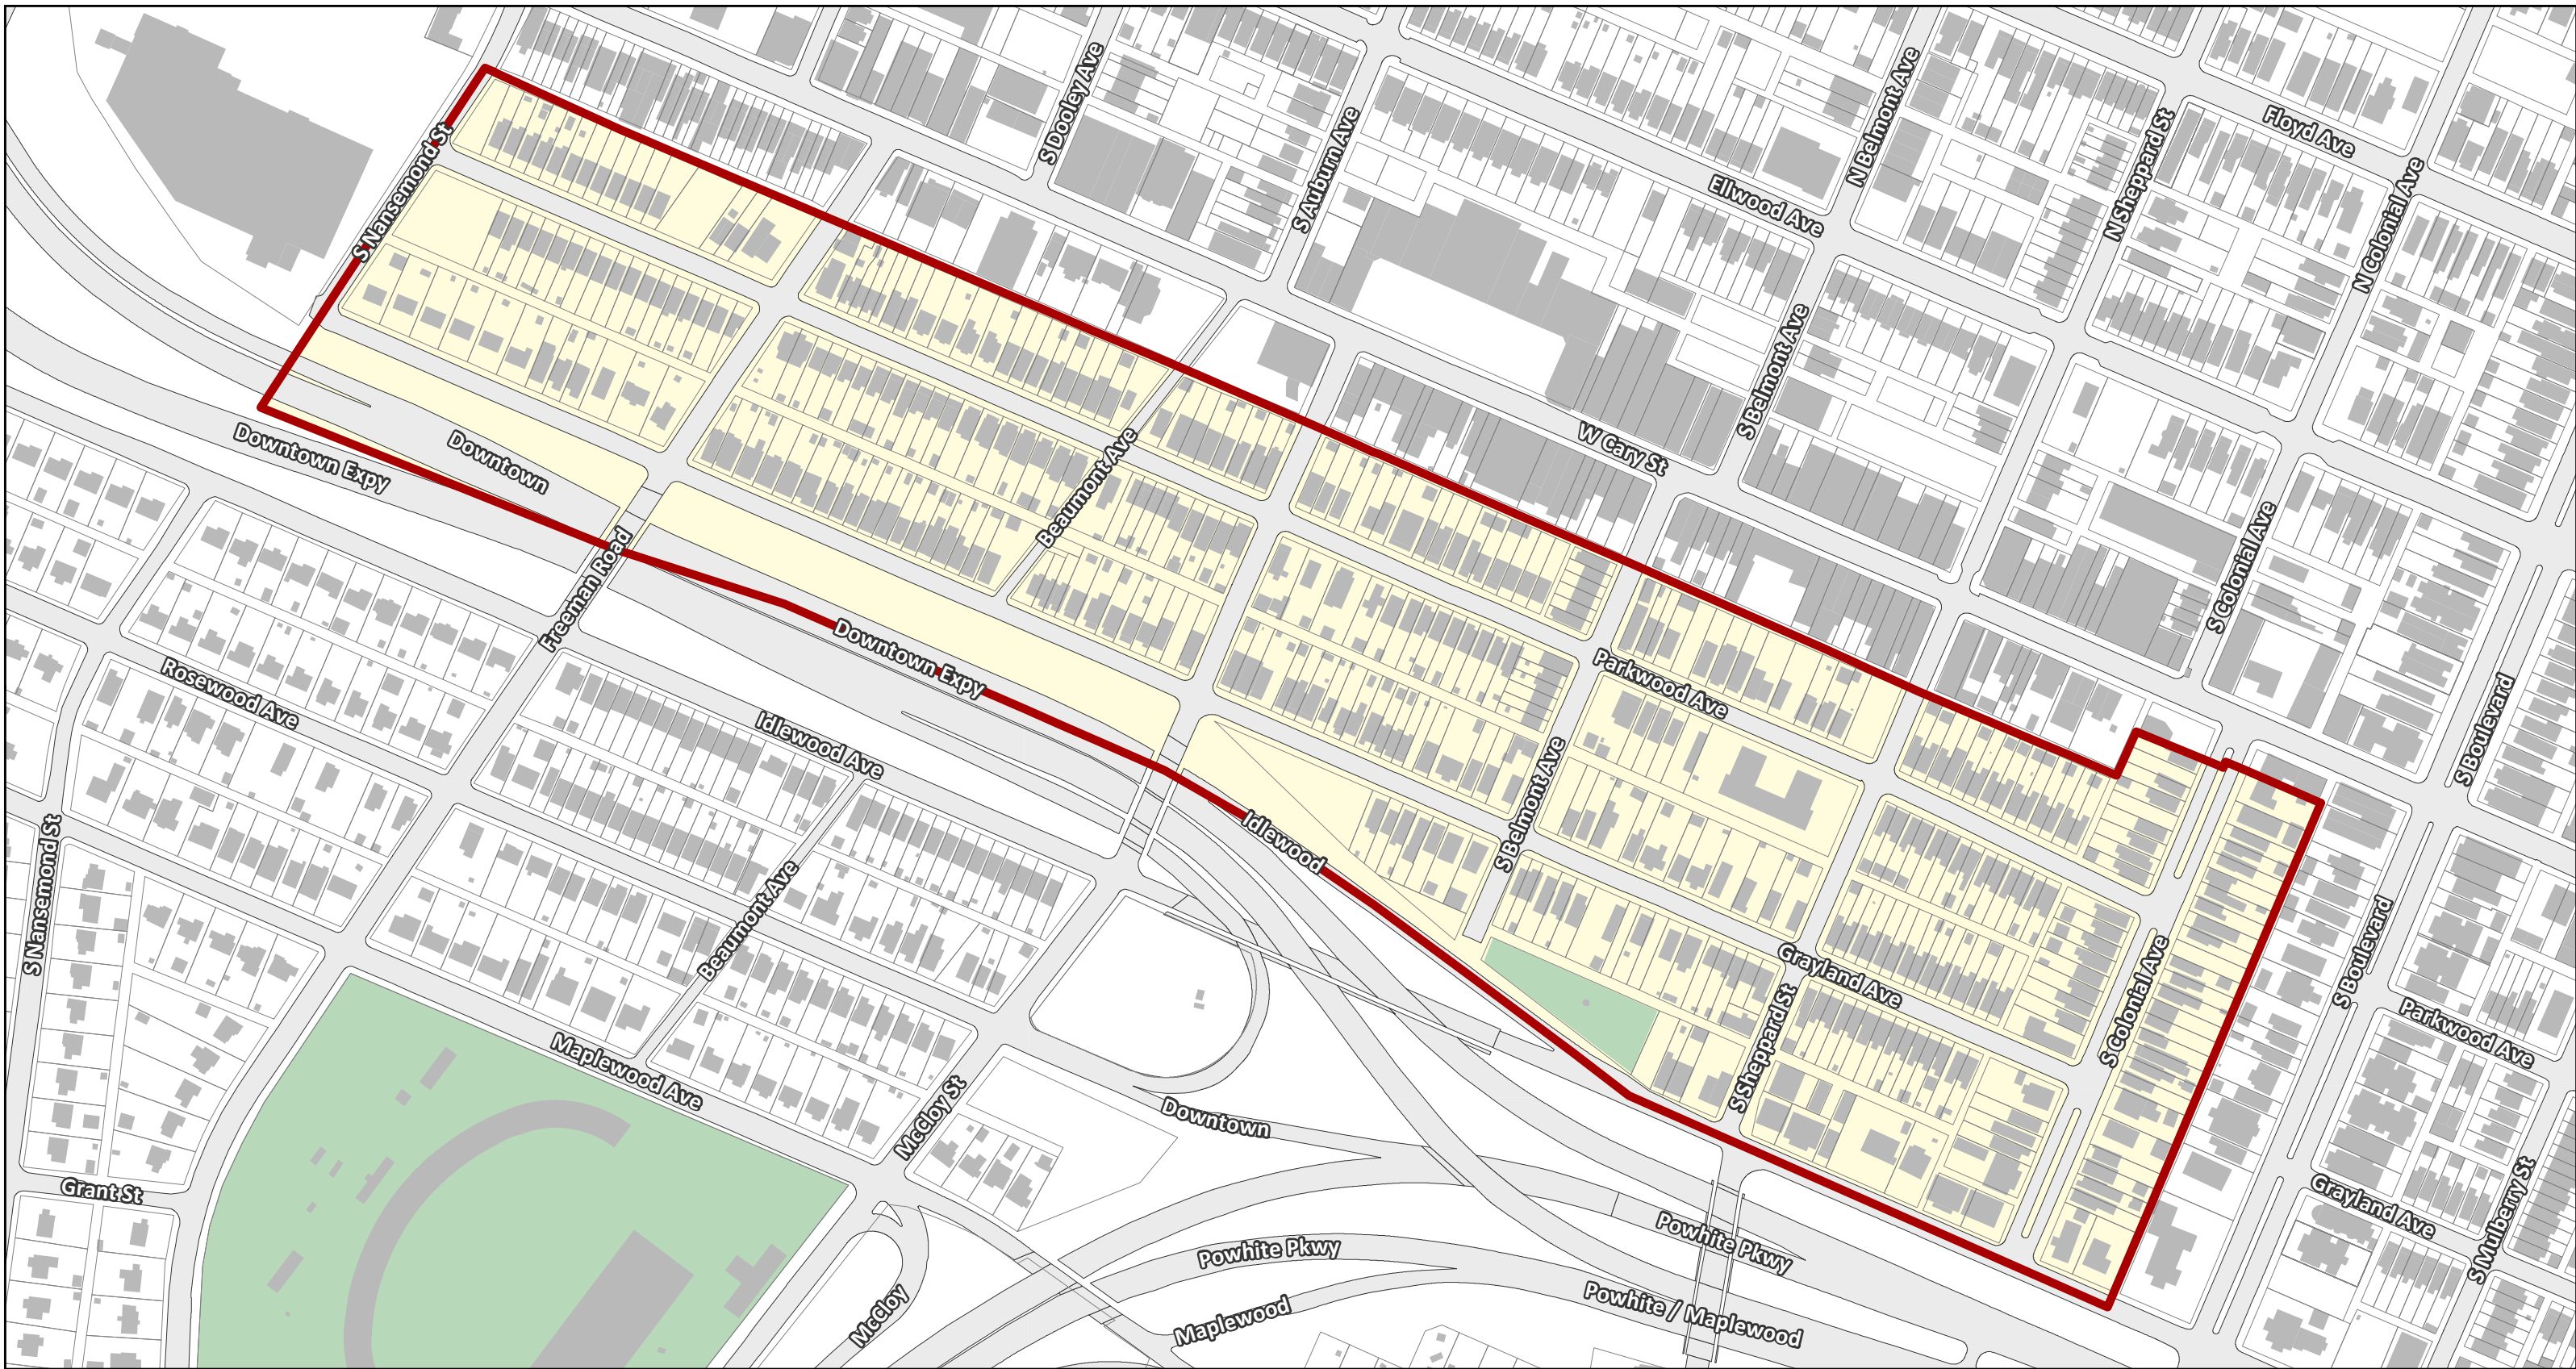 S Dooley Ave
N Belmont Ave
Floyd Ave
S Nansemond St
S Auburn Ave
Ellwood Ave
N Sheppard St
N Colonial Ave
S Belmont Ave
W Cary St
Downtown Expy
Downtown
Beaumont Ave
S Colonial Ave
Freeman Road
Rosewood Ave
Downtown Expy
Idlewood Ave
Parkwood Ave
S Boulevard
S Belmont Ave
Idlewood
S Nansemond St
Beaumont Ave
Grayland Ave
S Colonial Ave
S Boulevard
Parkwood Ave
Maplewood Ave
S Sheppard St
McCloy St
Downtown
Grant St
Grayland Ave
S Mulberry St
Powhite Pkwy
Powhite Pkwy
McCloy
Maplewood
Powhite / Maplewood